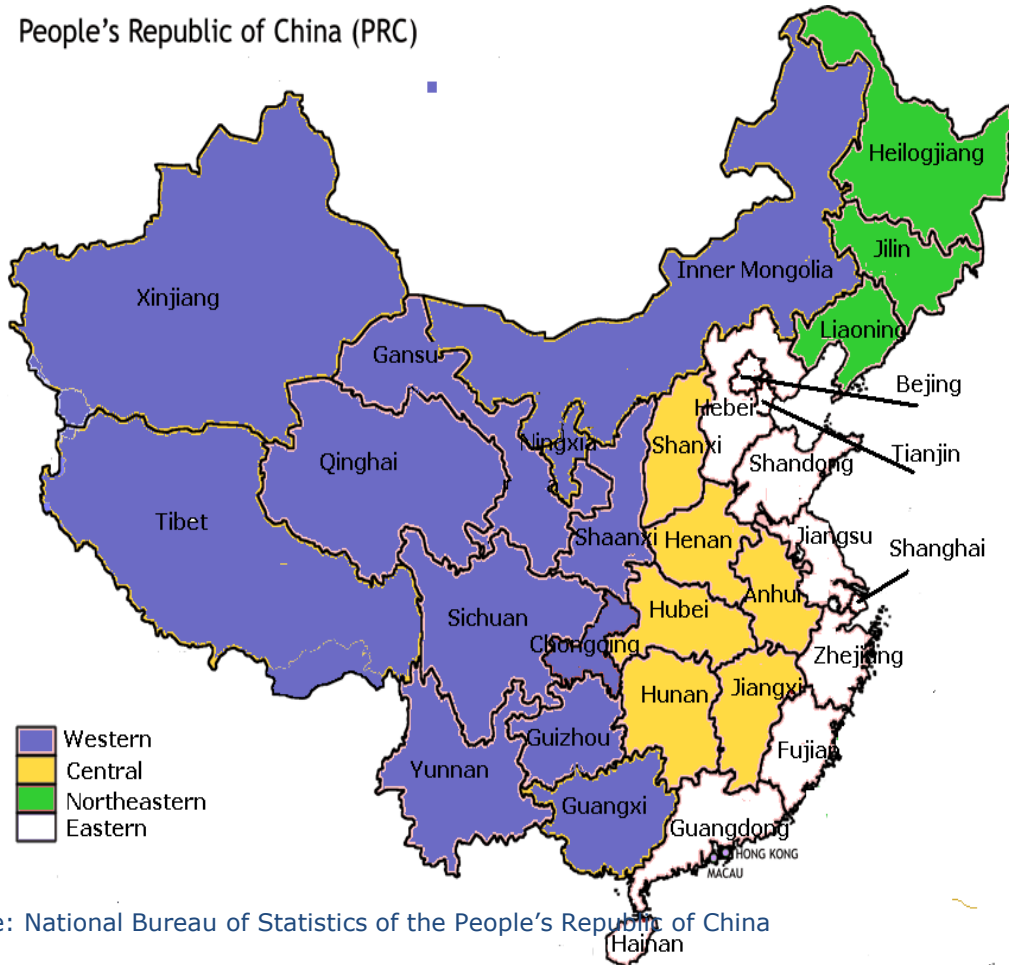 People's Republic of China (PRC)
Heilogjiang
Jilin
Inner Mongolia
Xinjiang
Liaoning
Gansu
Bejing
Hebei
Ningxia
Shanxi
Tianjin
Qinghai
Shandong
Tibet
Shaanxi
Henan
Jiangsu
Shanghai
Anhui
Hubei
Sichuan
Chongqing
Zhejiang
Hunan
Jiangxi
Western
Guizhou
Fujian
Central
Yunnan
Northeastern
Guangxi
Eastern
Guangdong
HONG KONG
MACAU
e: National Bureau of Statistics of the People's Republic of China
Hainan